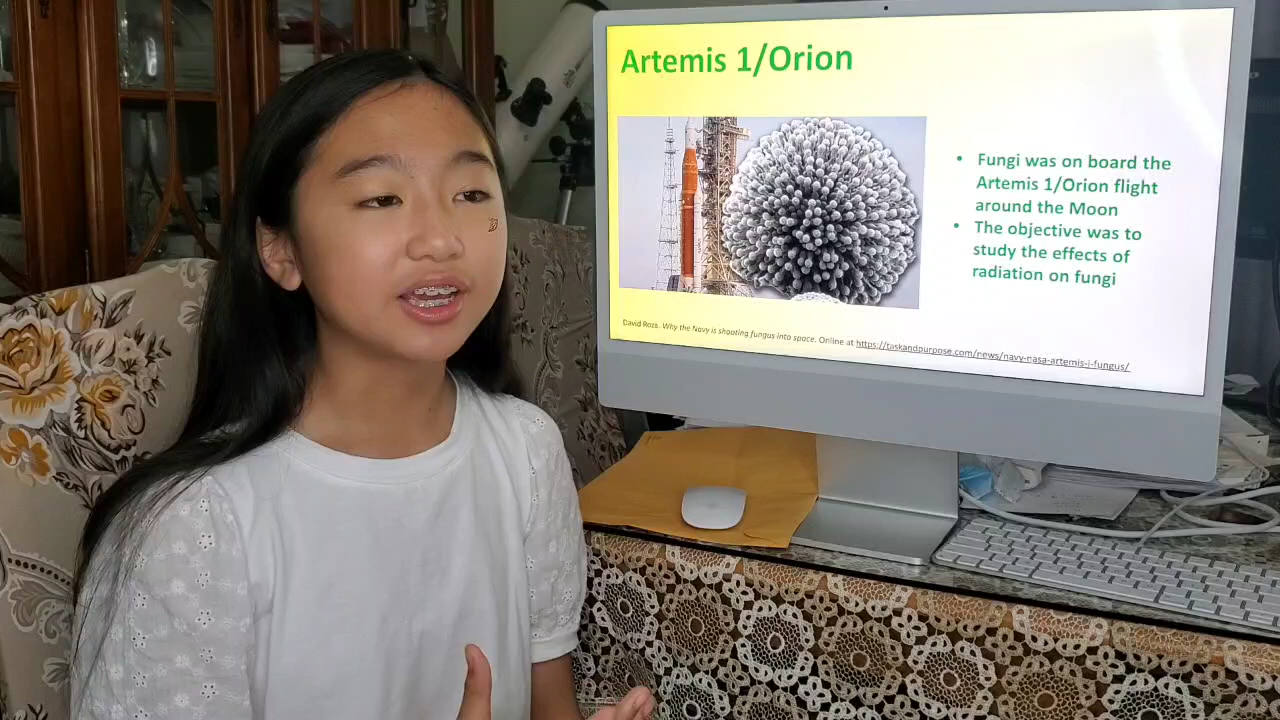 Artemis 1/Orion
• Fungi was on board the
Artemis 1/Orion flight
around the Moon
• The objective was to
study the effects of
radiation on fungi
David Roza. Why the Navy is shooting fungus into space. Online at https://taskandpurpose.com/news/navy-nasa-artemis-i-fungus/